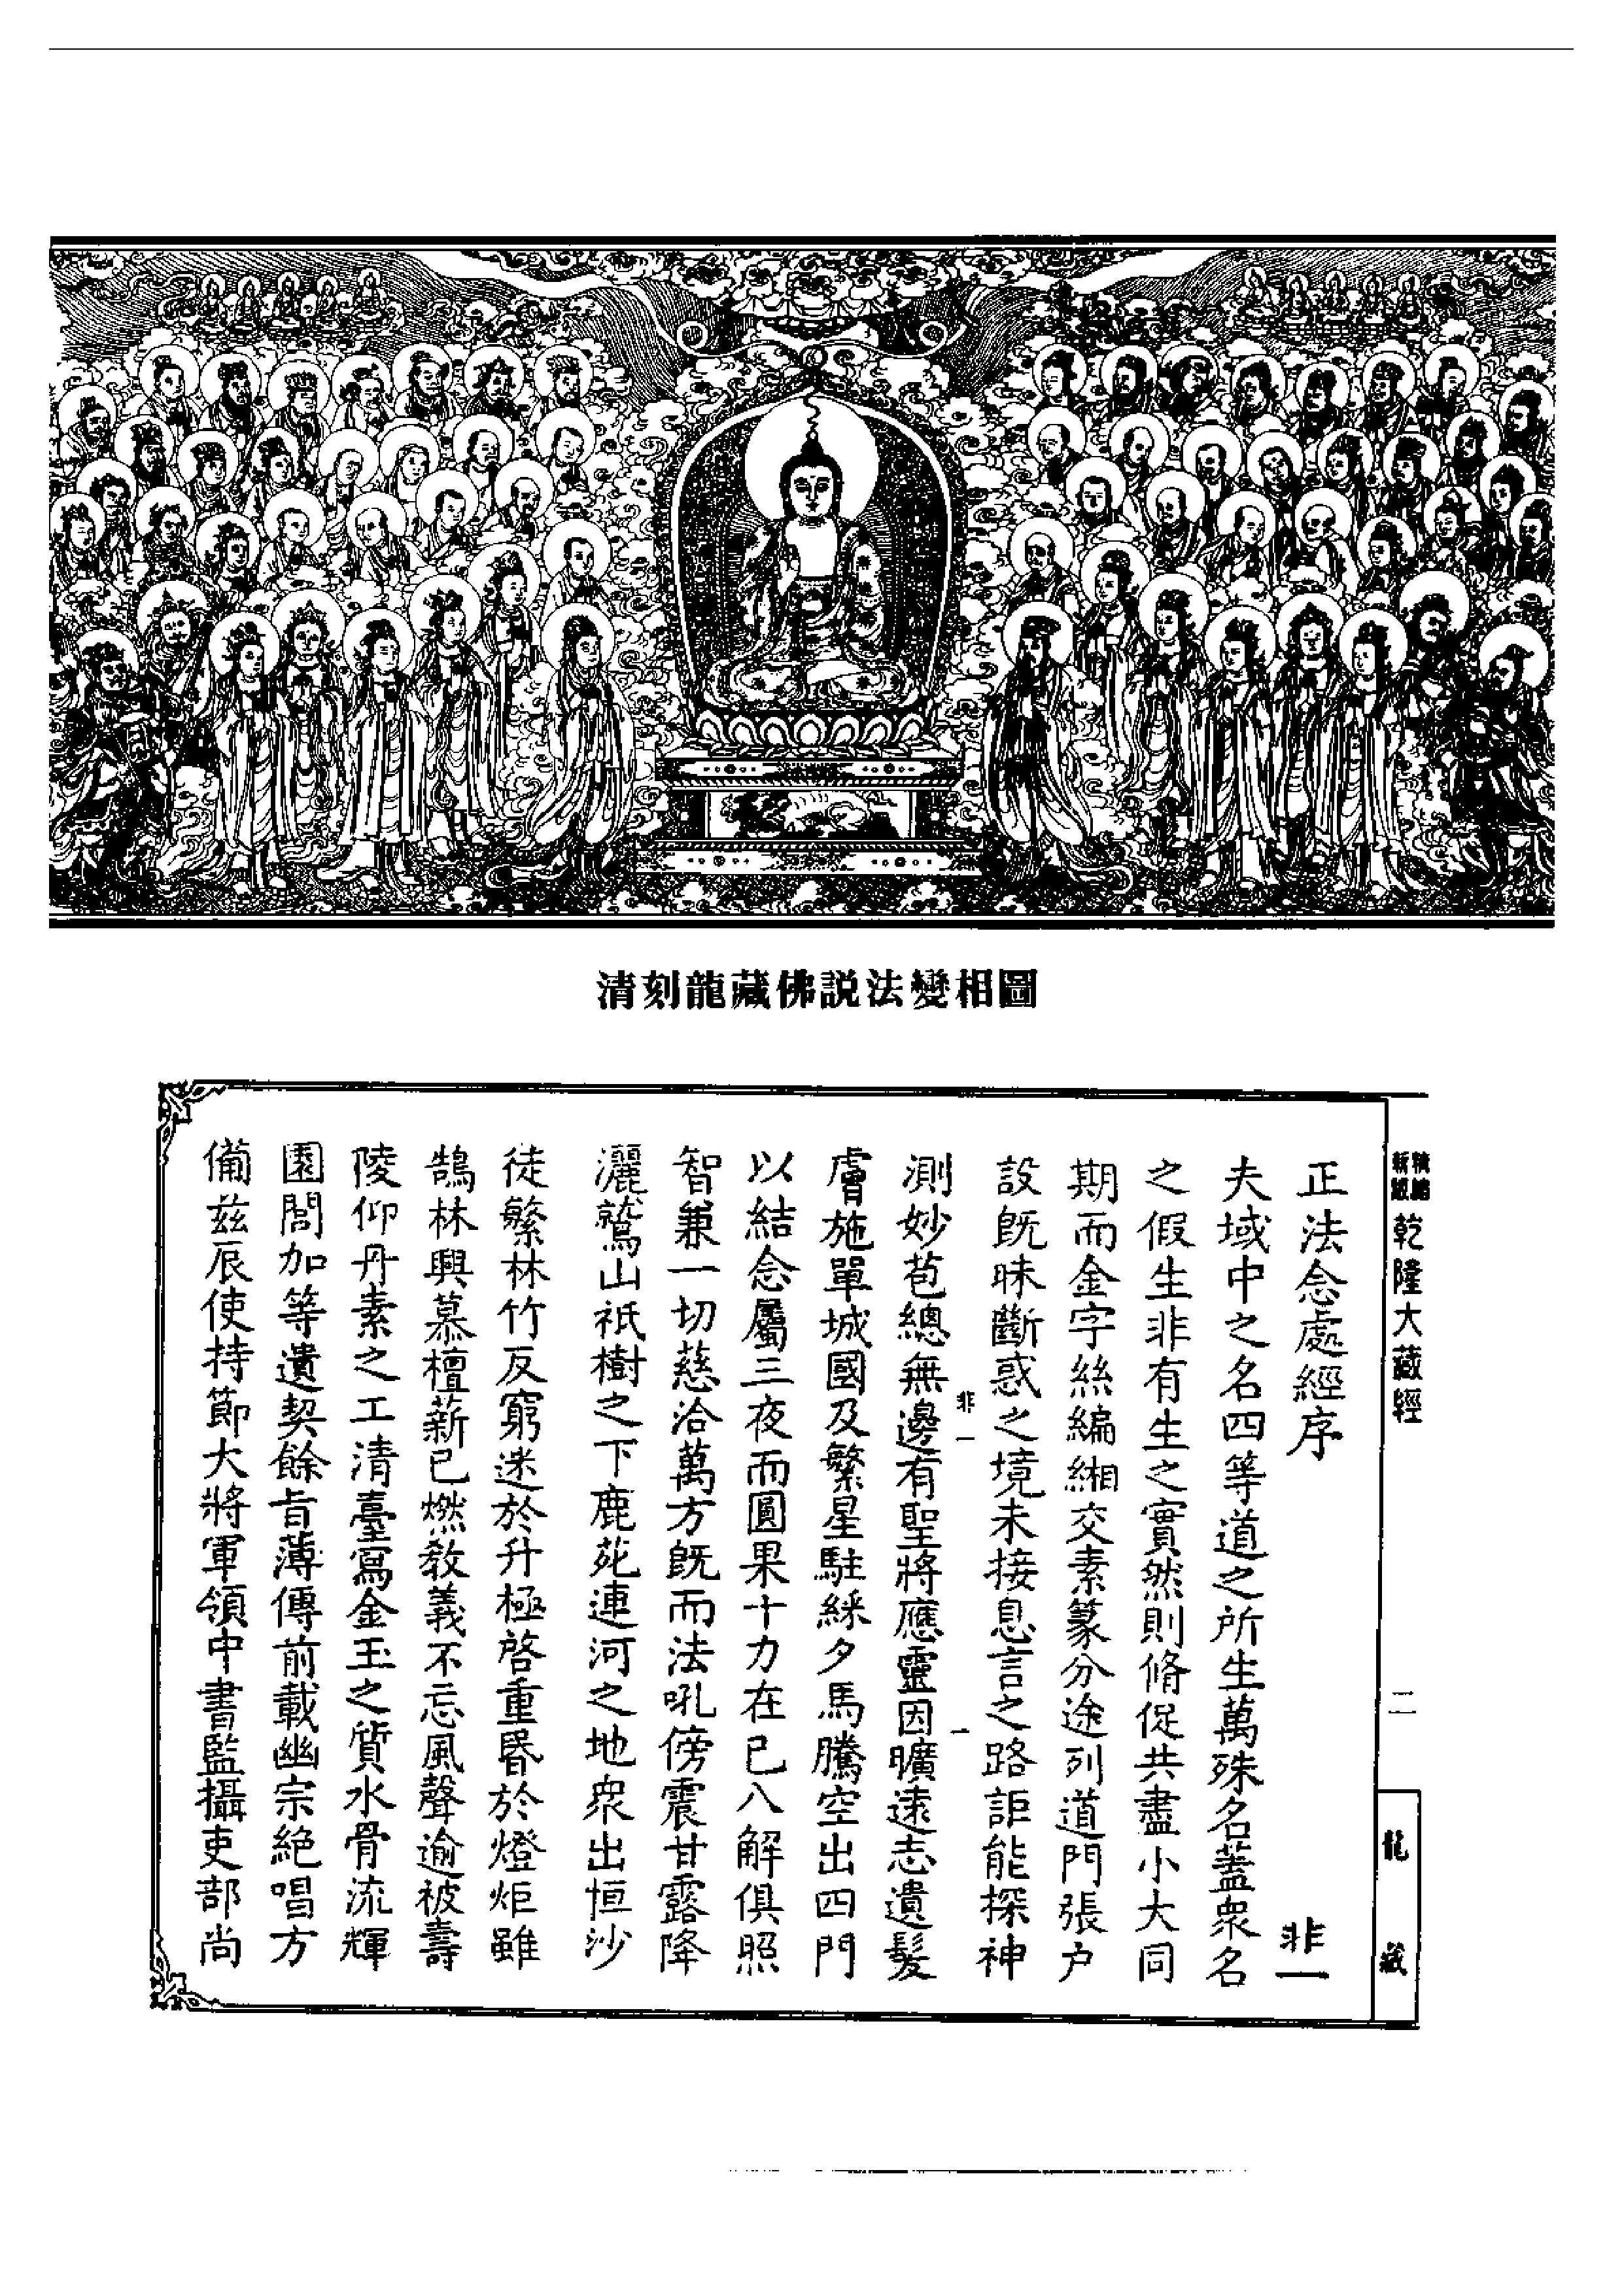 清刻龍藏佛説法變相圖
新編縮版
乾隆大藏經
二
龍藏
正法念處經序
非一
夫域中之名四等道之所生萬殊名蓋衆名
之假生非有生之實然則脩促共盡小大同
期而金字絲編緗交素篆分途列道門張户
設旣昧斷惑之境未接息言之路詎能探神
非一
一
測妙苞總無邊有聖將應靈因曠遠志遺髮
膚施單城國及繁星駐綵夕馬騰空出四門
以結念屬三夜而圓果十力在已八解俱照
智兼一切慈洽萬方旣而法吼傍震甘露降
灑鷲山祇樹之下鹿苑連河之地衆出恒沙
徒繁林竹反窮迷於升極啓重昏於燈炬雖
鵠林興慕檀薪已燃敎義不忘風聲逾被壽
陵仰丹素之工清臺寫金玉之質水骨流輝
園閣加等遺契餘旨薄傳前載幽宗絶唱方
備玆辰使持節大將軍領中書監攝吏部尚